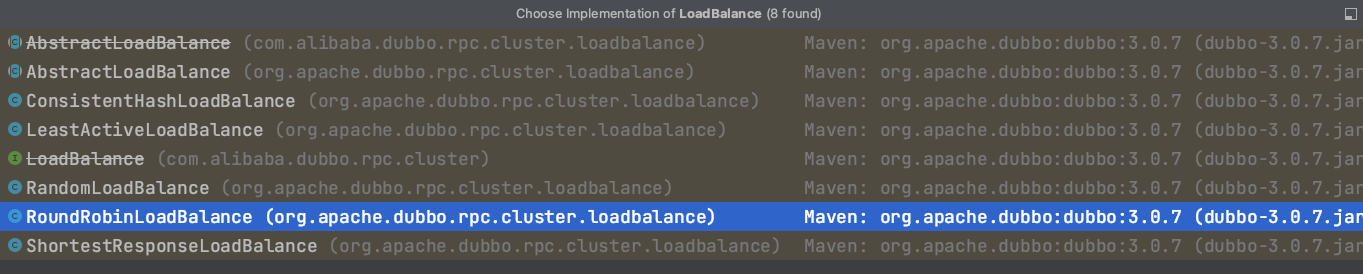 Choose Implementation of LoadBalance (8 found)
AbstractLoadBalance (com.alibaba.dubbo.rpc.cluster.loadbalance) Maven: org.apache.dubbo:dubbo:3.0.7 (dubbo-3.0.7.jar
AbstractLoadBalance (org.apache.dubbo.rpc.cluster.loadbalance) Maven: org.apache.dubbo:dubbo:3.0.7 (dubbo-3.0.7.jar
ConsistentHashLoadBalance (org.apache.dubbo.rpc.cluster.loadbalance) Maven: org.apache.dubbo:dubbo:3.0.7 (dubbo-3.0.7.jar
LeastActiveLoadBalance (org.apache.dubbo.rpc.cluster.loadbalance) Maven: org.apache.dubbo:dubbo:3.0.7 (dubbo-3.0.7.jar
LoadBalance (com.alibaba.dubbo.rpc.cluster) Maven: org.apache.dubbo:dubbo:3.0.7 (dubbo-3.0.7.jar
RandomLoadBalance (org.apache.dubbo.rpc.cluster.loadbalance) Maven: org.apache.dubbo:dubbo:3.0.7 (dubbo-3.0.7.jar
RoundRobinLoadBalance (org.apache.dubbo.rpc.cluster.loadbalance) Maven: org.apache.dubbo:dubbo:3.0.7 (dubbo-3.0.7.jar
ShortestResponseLoadBalance (org.apache.dubbo.rpc.cluster.loadbalance) Maven: org.apache.dubbo:dubbo:3.0.7 (dubbo-3.0.7.jar